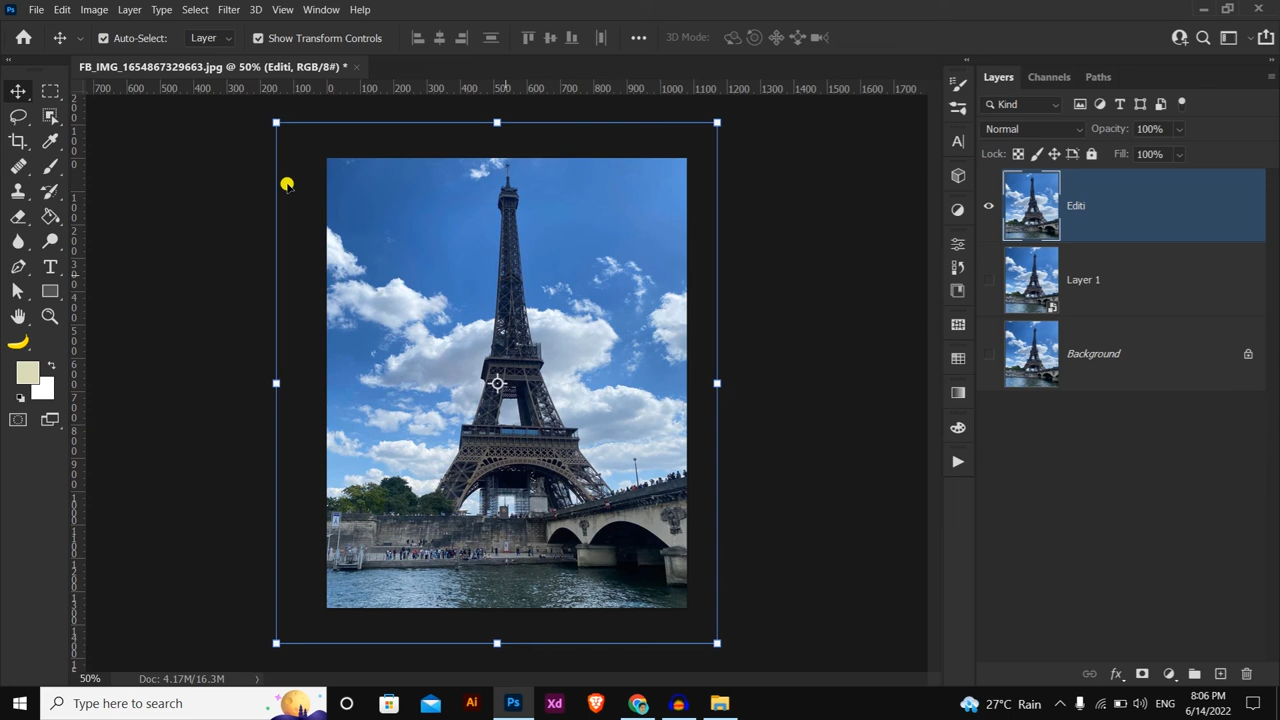 Ps File Edit Image Layer Type Select Filter 3D View Window Help
Auto-Select: Layer Show Transform Controls 3D Mode:
FB_IMG_1654867329663.jpg @ 50% (Editi, RGB/8#) *
700 600 500 400 300 200 100 0 100 200 300 400 500 600 700 800 900 1000 1100 1200 1300 1400 1500 1600 1700
Layers Channels Paths
Kind
Normal Opacity: 100%
Lock: Fill: 100%
Editi
Layer 1
Background
50% Doc: 4.17M/16.3M
Type here to search
Ai Ps Xd
27°C Rain ENG
8:06 PM
6/14/2022